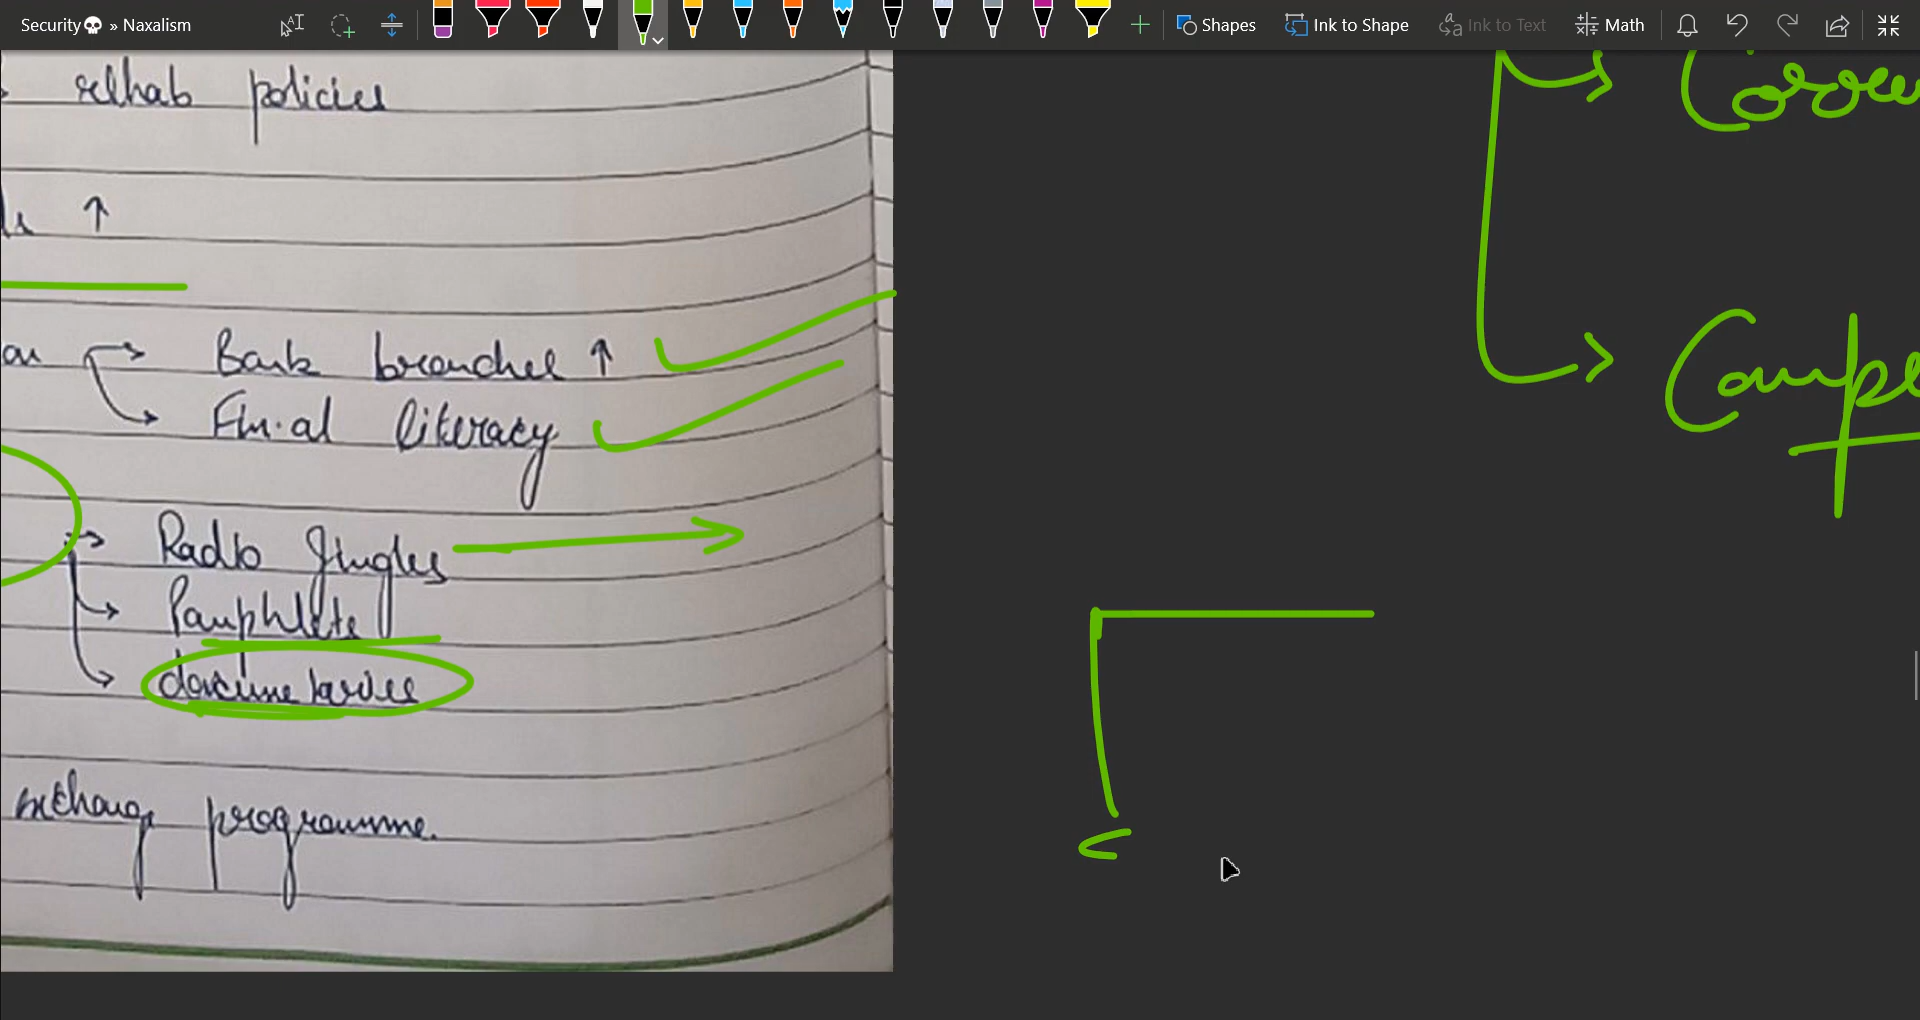 Security💀 » Naxalism
Shapes
Ink to Shape
Ink to Text
Math
rehab policies
↑
→ Bank branches ↑
→ Fin.al literacy
→ Radio Jingles
→ Pamphlets
→ documentaries
exchange programme.